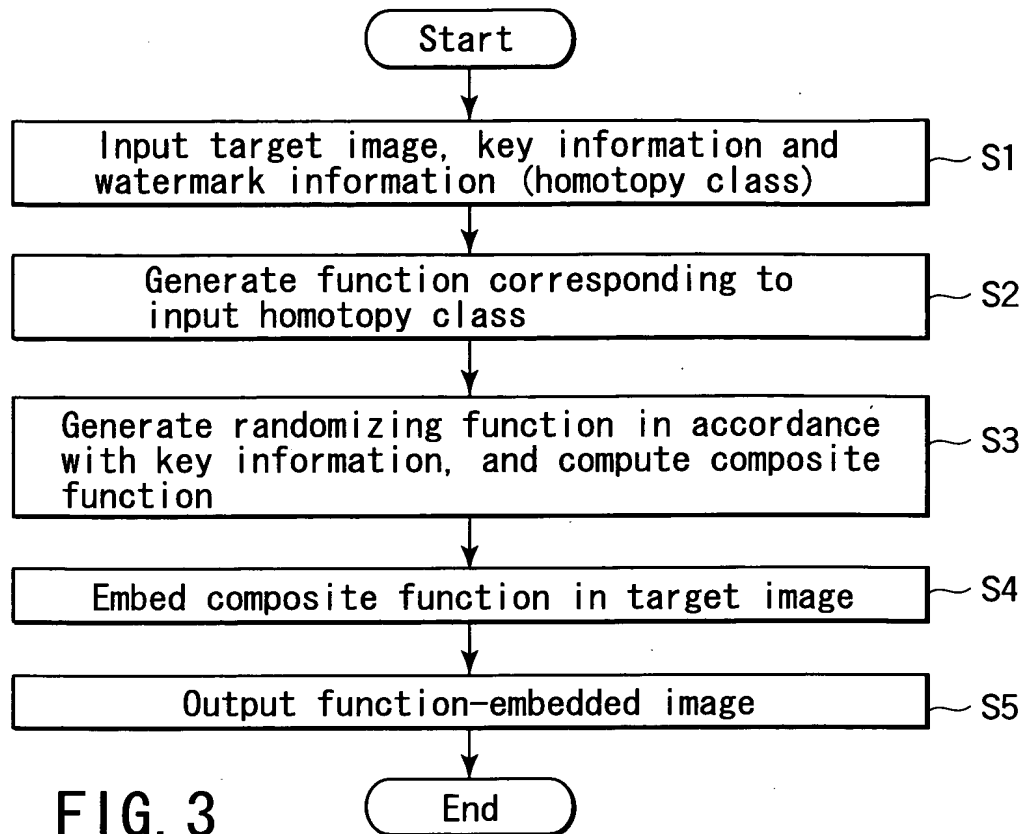 Start
Input target image, key information and
watermark information (homotopy class)
S1
Generate function corresponding to
input homotopy class
S2
Generate randomizing function in accordance
with key information, and compute composite
function
S3
Embed composite function in target image
S4
Output function-embedded image
S5
End
FIG. 3